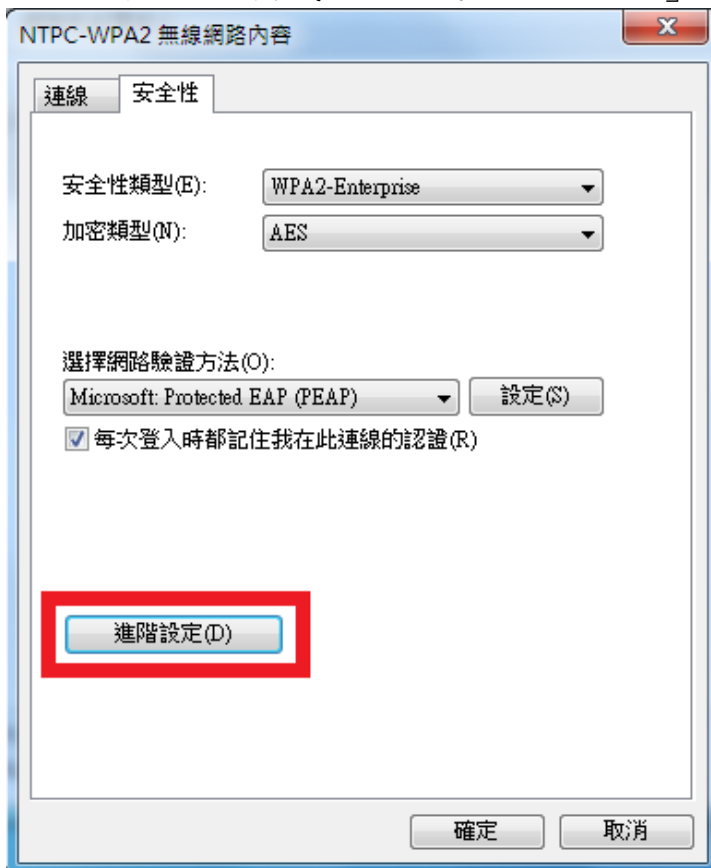 NTPC-WPA2 無線網路內容
連線 安全性
安全性類型(E): WPA2-Enterprise
加密類型(N): AES
選擇網路驗證方法(O):
Microsoft: Protected EAP (PEAP) 設定(S)
每次登入時都記住我在此連線的認證(R)
進階設定(D)
確定 取消